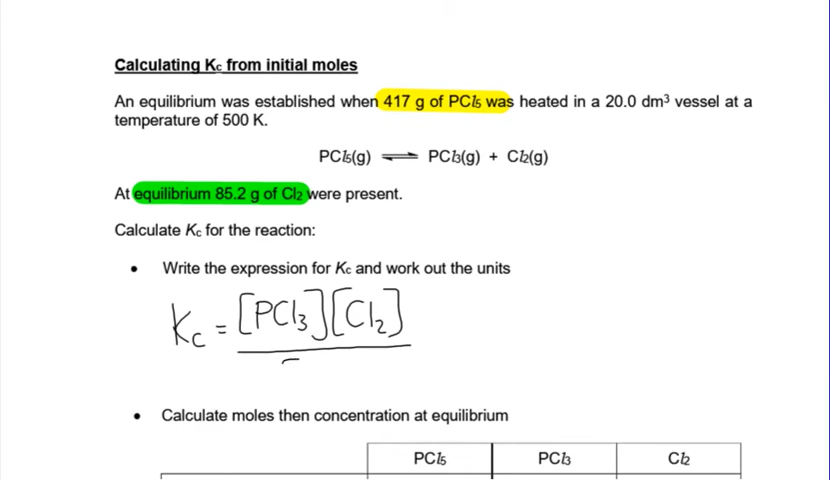 Calculating Kc from initial moles
An equilibrium was established when 417 g of PCl5 was heated in a 20.0 dm³ vessel at a
temperature of 500 K.
PCl5(g) ⇌ PCl3(g) + Cl2(g)
At equilibrium 85.2 g of Cl2 were present.
Calculate Kc for the reaction:
• Write the expression for Kc and work out the units
Kc = [PCl3][Cl2]
• Calculate moles then concentration at equilibrium
PCl5 PCl3 Cl2